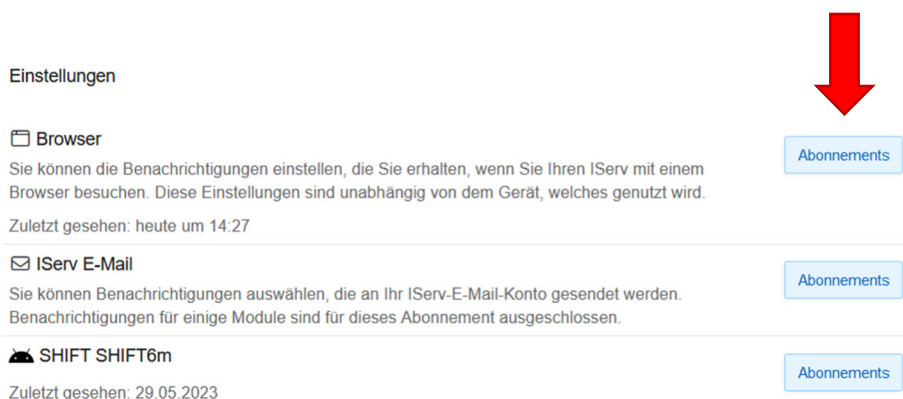 Einstellungen
Browser
Abonnements
Sie können die Benachrichtigungen einstellen, die Sie erhalten, wenn Sie Ihren IServ mit einem
Browser besuchen. Diese Einstellungen sind unabhängig von dem Gerät, welches genutzt wird.
Zuletzt gesehen: heute um 14:27
IServ E-Mail
Abonnements
Sie können Benachrichtigungen auswählen, die an Ihr IServ-E-Mail-Konto gesendet werden.
Benachrichtigungen für einige Module sind für dieses Abonnement ausgeschlossen.
SHIFT SHIFT6m
Abonnements
Zuletzt gesehen: 29.05.2023